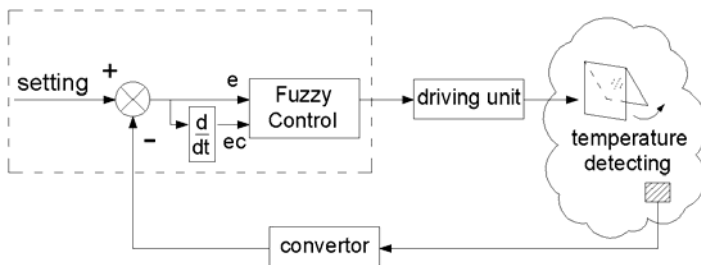 setting
+
-
e
d
dt
ec
Fuzzy
Control
driving unit
temperature
detecting
convertor